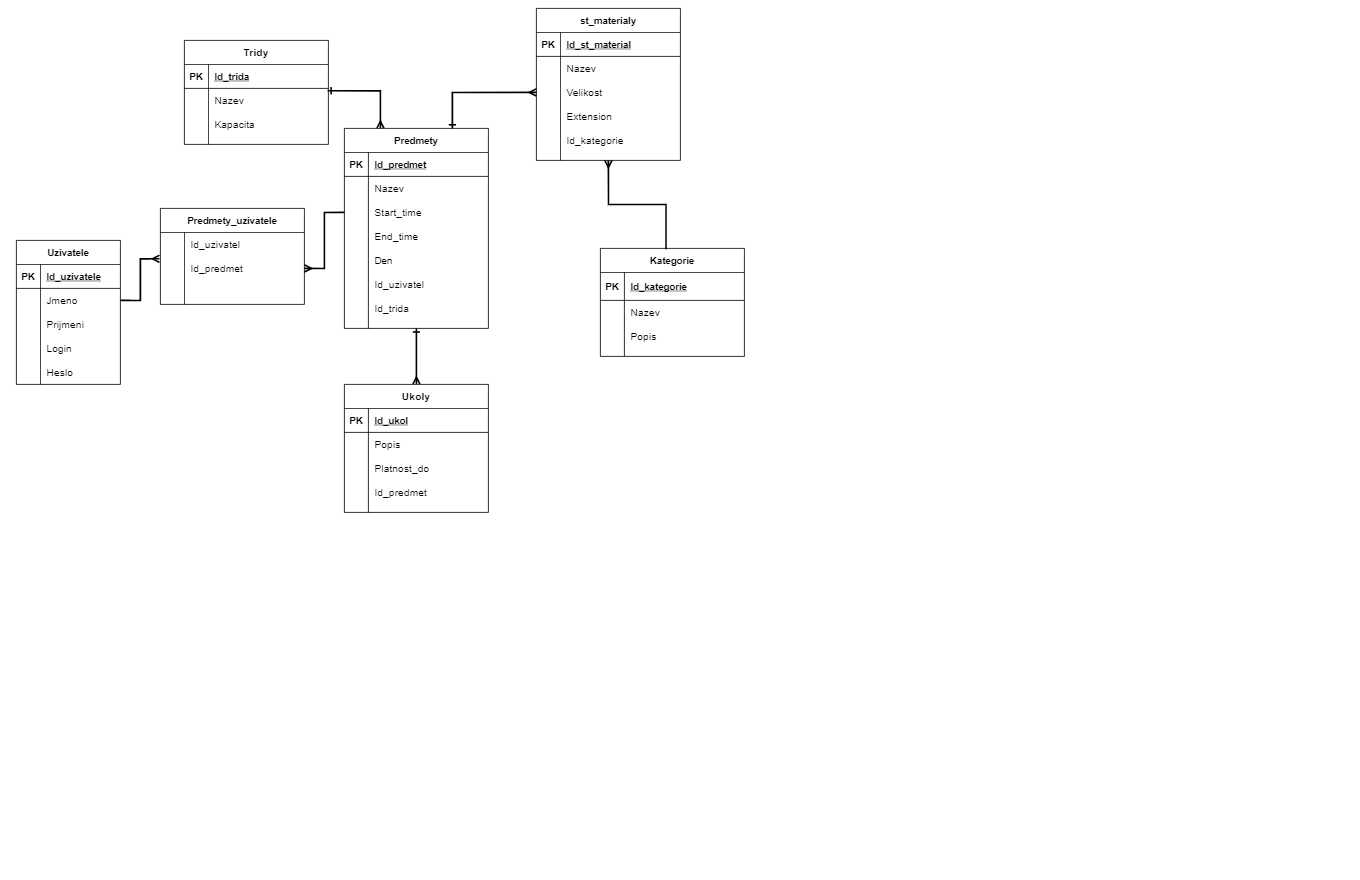 st_materialy
PK Id_st_material
Nazev
Velikost
Extension
Id_kategorie
Tridy
PK Id_trida
Nazev
Kapacita
Predmety
PK Id_predmet
Nazev
Start_time
End_time
Den
Id_uzivatel
Id_trida
Predmety_uzivatele
Id_uzivatel
Id_predmet
Uzivatele
PK Id_uzivatele
Jmeno
Prijmeni
Login
Heslo
Kategorie
PK Id_kategorie
Nazev
Popis
Ukoly
PK Id_ukol
Popis
Platnost_do
Id_predmet